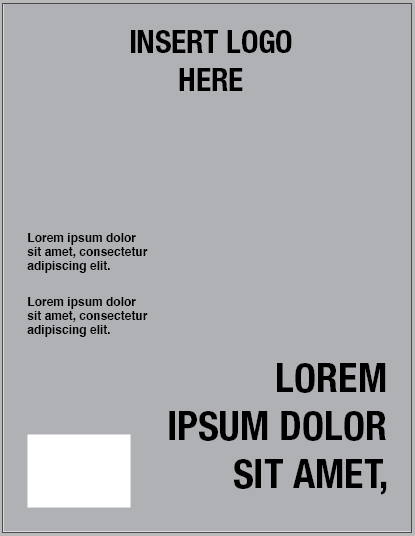 INSERT LOGO
HERE
Lorem ipsum dolor
sit amet, consectetur
adipiscing elit.
Lorem ipsum dolor
sit amet, consectetur
adipiscing elit.
LOREM
IPSUM DOLOR
SIT AMET,